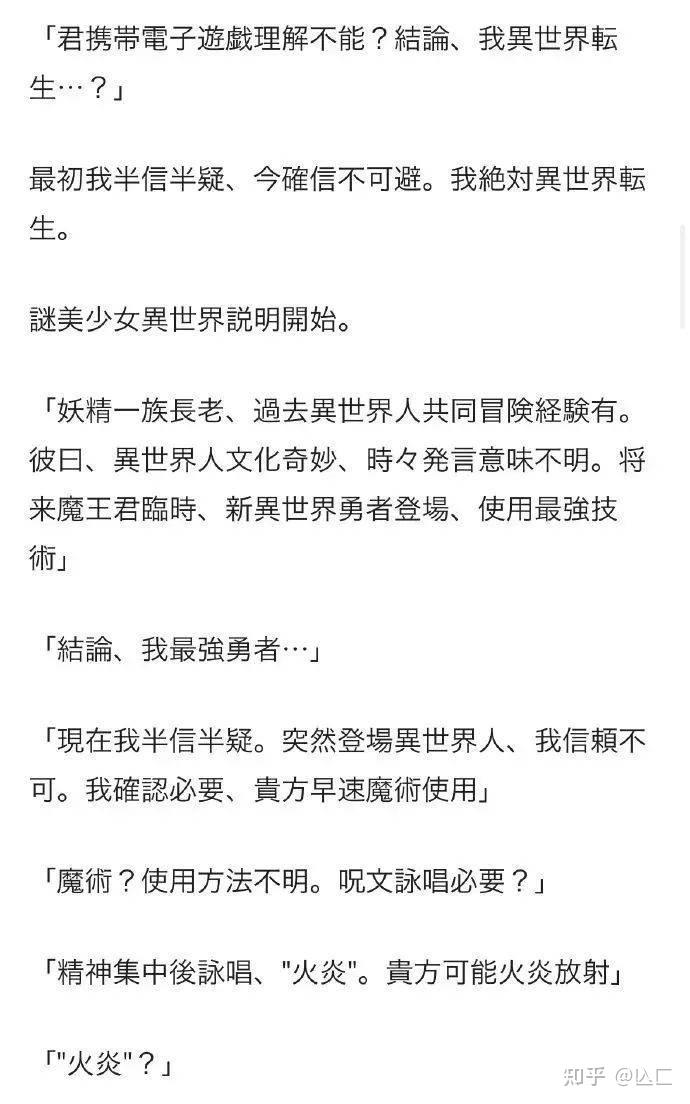 「君携帯電子遊戯理解不能？結論、我異世界転
生…？」
最初我半信半疑、今確信不可避。我絶対異世界転
生。
謎美少女異世界説明開始。
「妖精一族長老、過去異世界人共同冒険経験有。
彼曰、異世界人文化奇妙、時々発言意味不明。将
来魔王君臨時、新異世界勇者登場、使用最強技
術」
「結論、我最強勇者…」
「現在我半信半疑。突然登場異世界人、我信頼不
可。我確認必要、貴方早速魔術使用」
「魔術？使用方法不明。呪文詠唱必要？」
「精神集中後詠唱、"火炎"。貴方可能火炎放射」
「"火炎"？」
知乎